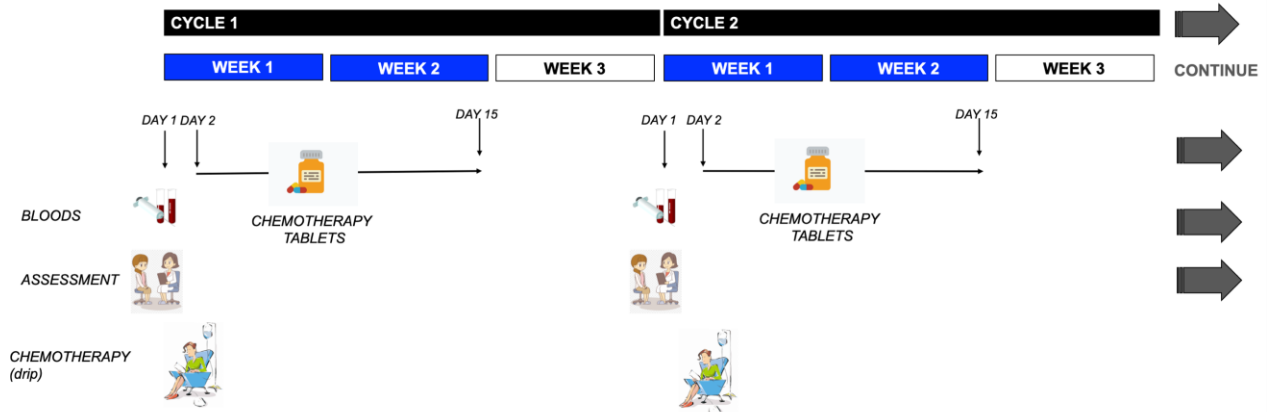 CYCLE 1 CYCLE 2
WEEK 1 WEEK 2 WEEK 3 WEEK 1 WEEK 2 WEEK 3 CONTINUE
DAY 1 DAY 2 DAY 15 DAY 1 DAY 2 DAY 15
BLOODS
CHEMOTHERAPY
TABLETS
CHEMOTHERAPY
TABLETS
ASSESSMENT
CHEMOTHERAPY
(drip)